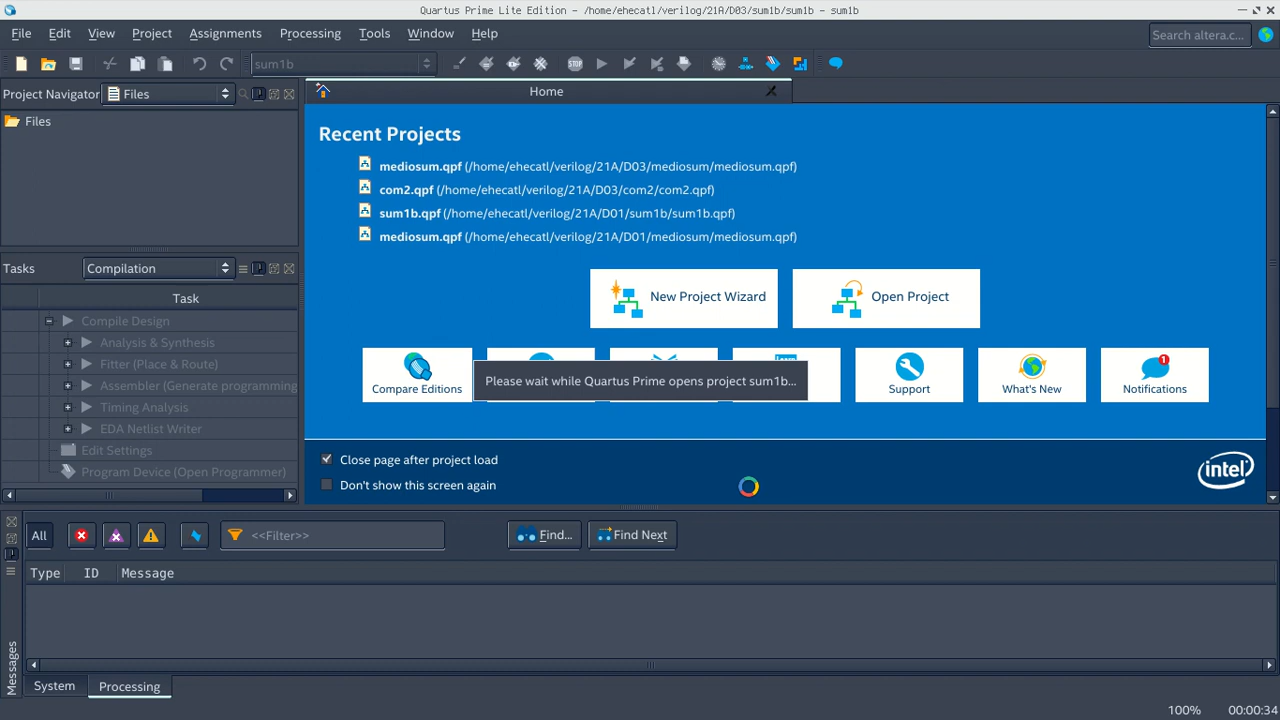 Quartus Prime Lite Edition - /home/ehecatl/verilog/21A/D03/sum1b/sum1b - sum1b
File Edit View Project Assignments Processing Tools Window Help
Search altera.c...
sum1b
Project Navigator Files
Files
Home
Recent Projects
mediosum.qpf (/home/ehecatl/verilog/21A/D03/mediosum/mediosum.qpf)
com2.qpf (/home/ehecatl/verilog/21A/D03/com2/com2.qpf)
sum1b.qpf (/home/ehecatl/verilog/21A/D01/sum1b/sum1b.qpf)
mediosum.qpf (/home/ehecatl/verilog/21A/D01/mediosum/mediosum.qpf)
New Project Wizard
Open Project
Compare Editions
Please wait while Quartus Prime opens project sum1b...
Support
What's New
1
Notifications
Close page after project load
Don't show this screen again
intel
Tasks Compilation
Task
Compile Design
Analysis & Synthesis
Fitter (Place & Route)
Assembler (Generate programming
Timing Analysis
EDA Netlist Writer
Edit Settings
Program Device (Open Programmer)
All
<<Filter>>
Find...
Find Next
Type ID Message
Messages
System Processing
100% 00:00:34